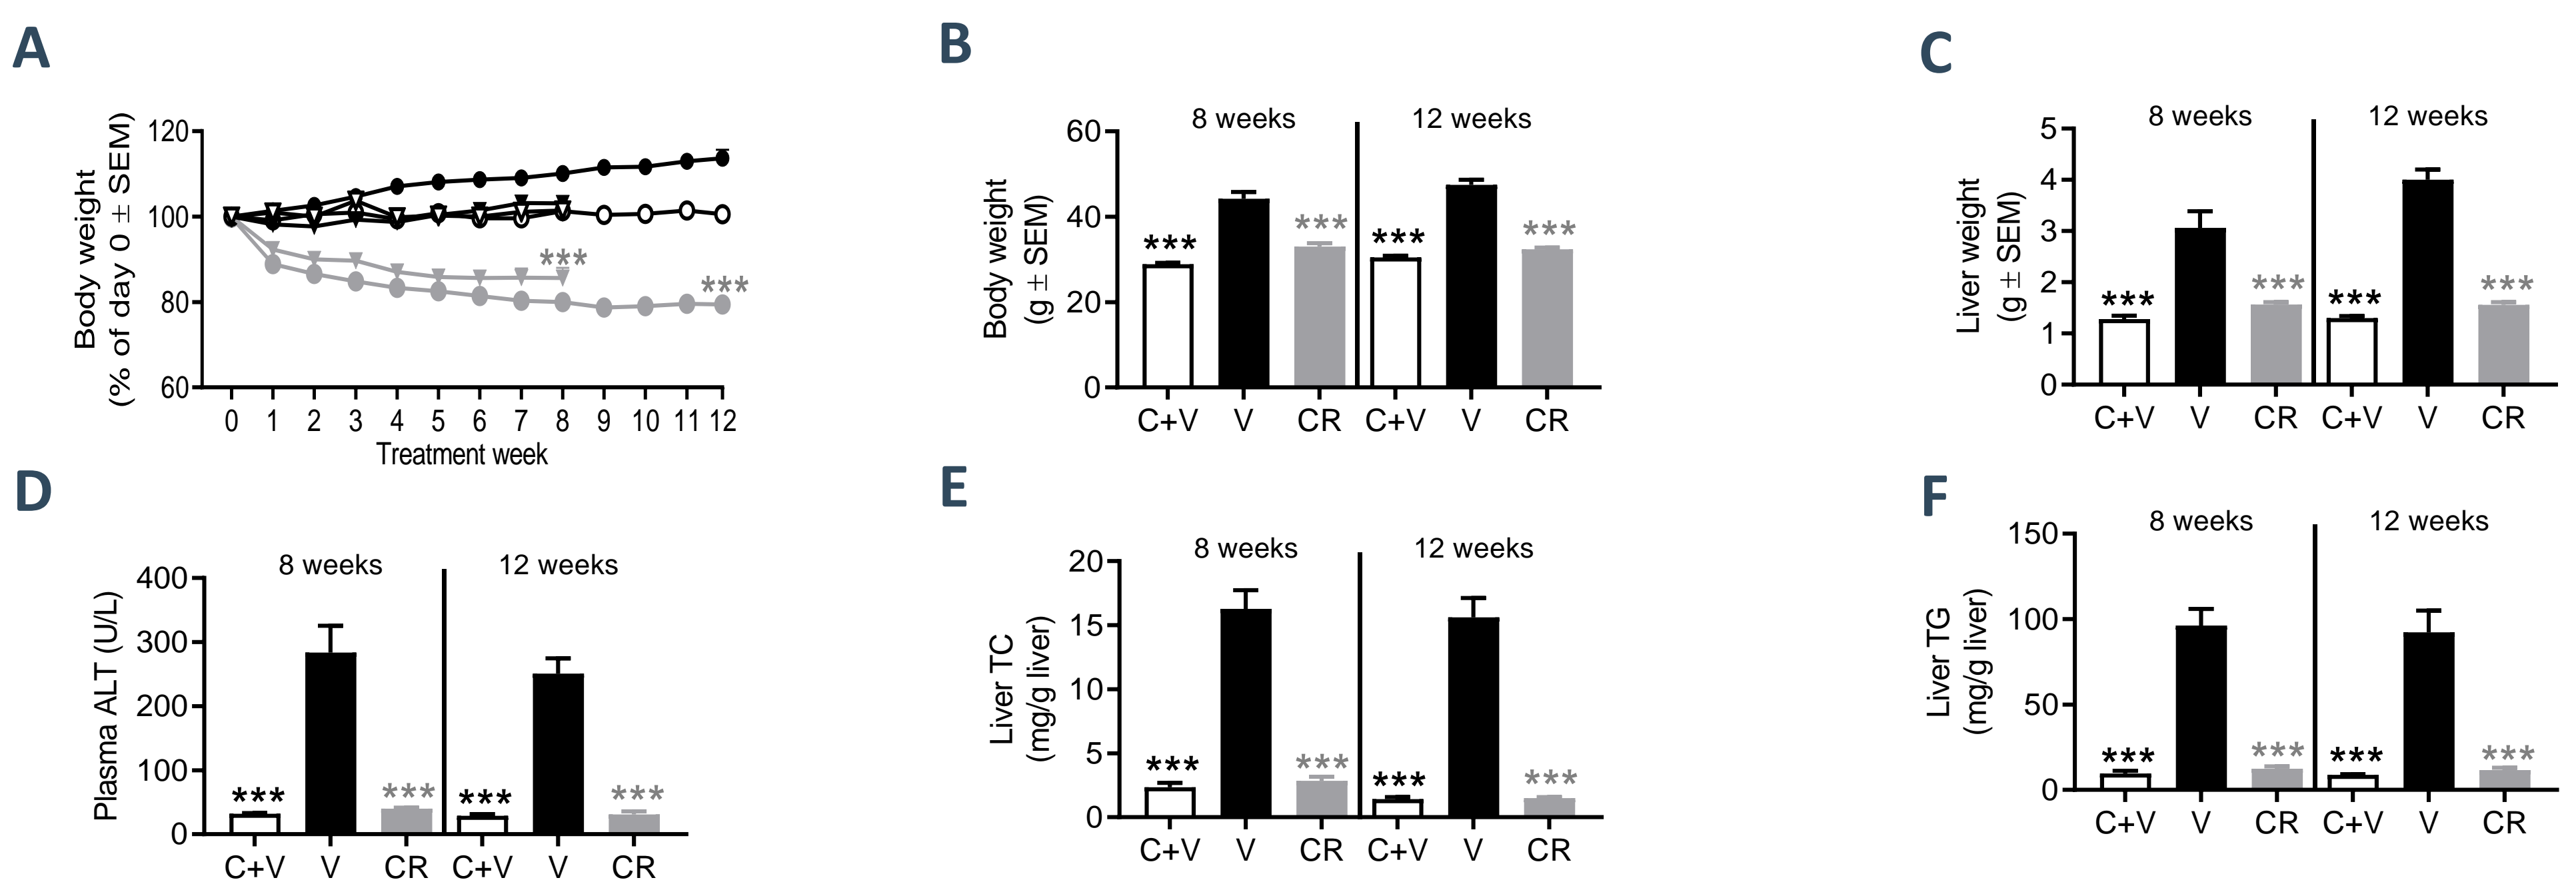 A
Body weight
(% of day 0 ± SEM)
120
100
80
60
***
***
0 1 2 3 4 5 6 7 8 9 10 11 12
Treatment week
B
8 weeks 12 weeks
Body weight
(g ± SEM)
60
40
20
0
*** *** *** ***
C+V V CR C+V V CR
C
8 weeks 12 weeks
Liver weight
(g ± SEM)
5
4
3
2
1
0
*** *** *** ***
C+V V CR C+V V CR
D
8 weeks 12 weeks
Plasma ALT (U/L)
400
300
200
100
0
*** *** *** ***
C+V V CR C+V V CR
E
8 weeks 12 weeks
Liver TC
(mg/g liver)
20
15
10
5
0
*** *** *** ***
C+V V CR C+V V CR
F
8 weeks 12 weeks
Liver TG
(mg/g liver)
150
100
50
0
*** *** *** ***
C+V V CR C+V V CR